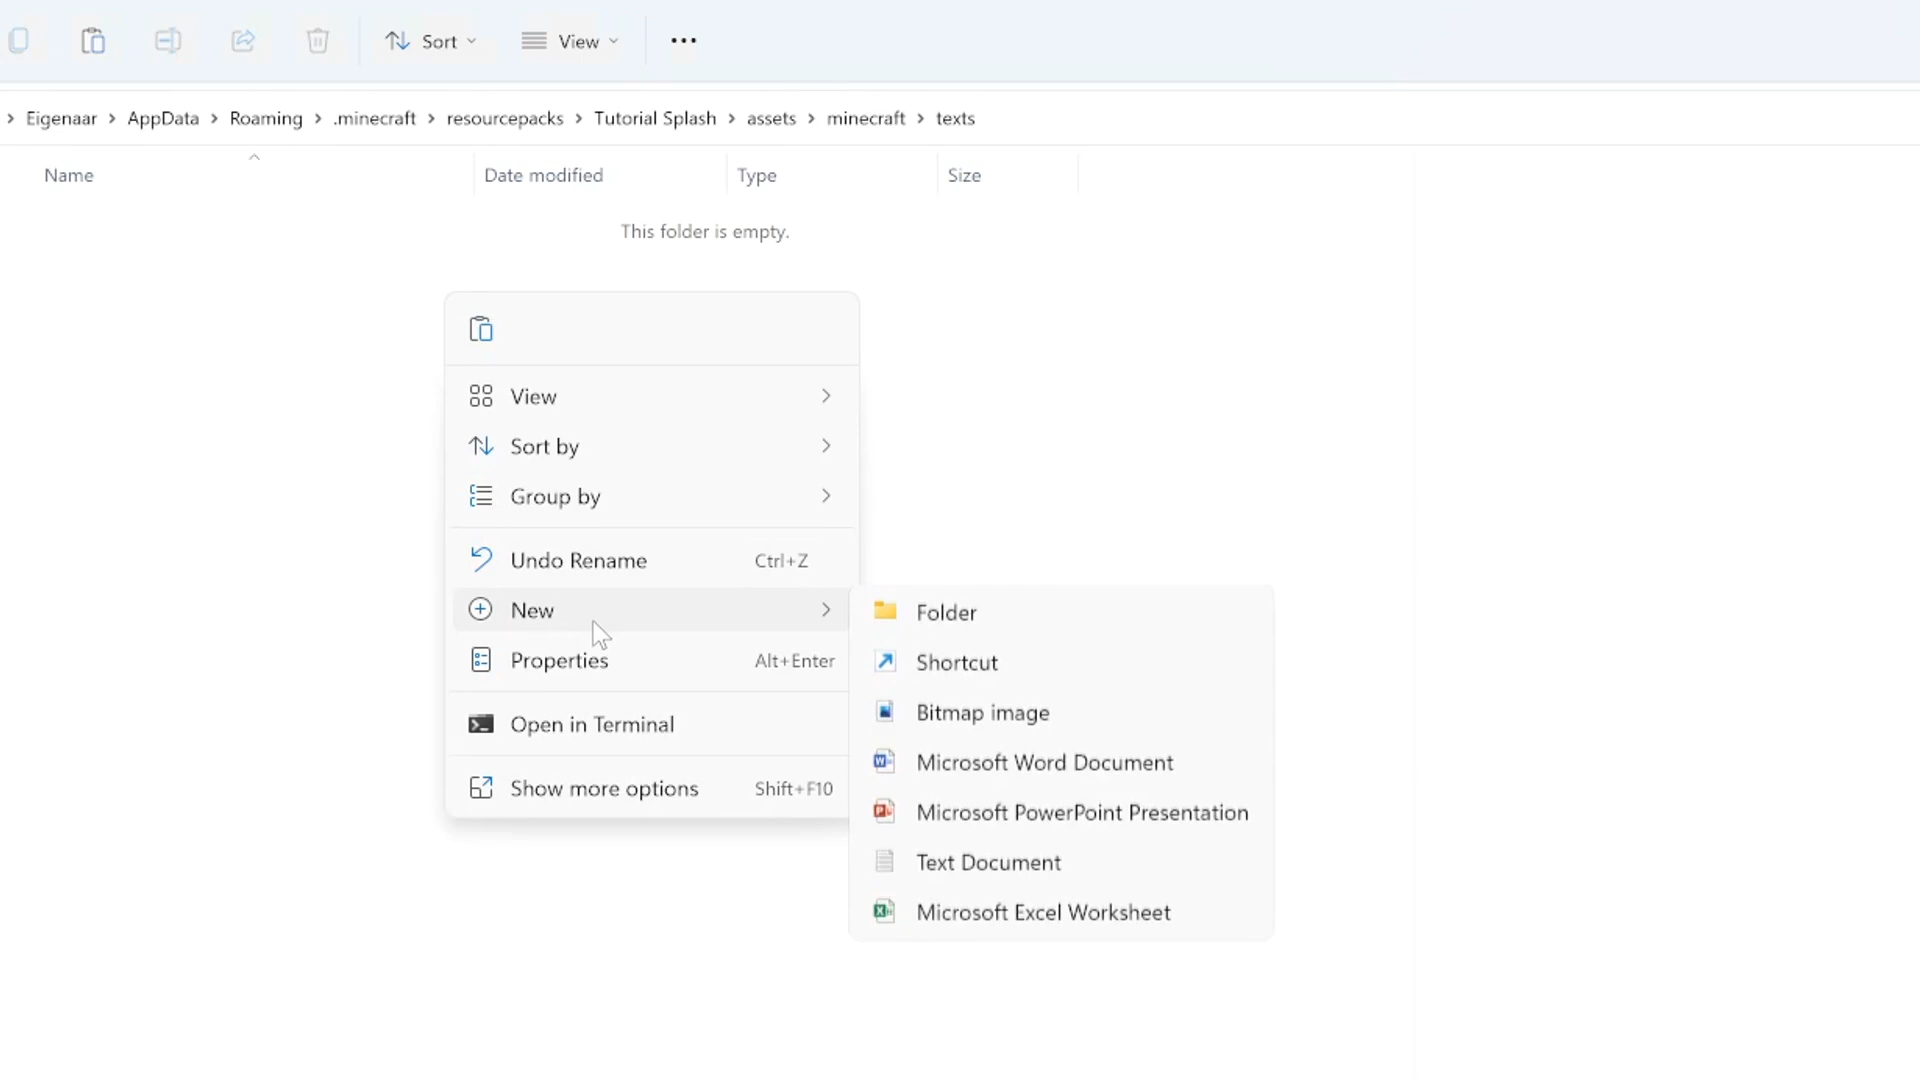 Sort View •••
Eigenaar > AppData > Roaming > .minecraft > resourcepacks > Tutorial Splash > assets > minecraft > texts
Name Date modified Type Size
This folder is empty.
View
Sort by
Group by
Undo Rename Ctrl+Z
New
Properties Alt+Enter
Open in Terminal
Show more options Shift+F10
Folder
Shortcut
Bitmap image
Microsoft Word Document
Microsoft PowerPoint Presentation
Text Document
Microsoft Excel Worksheet